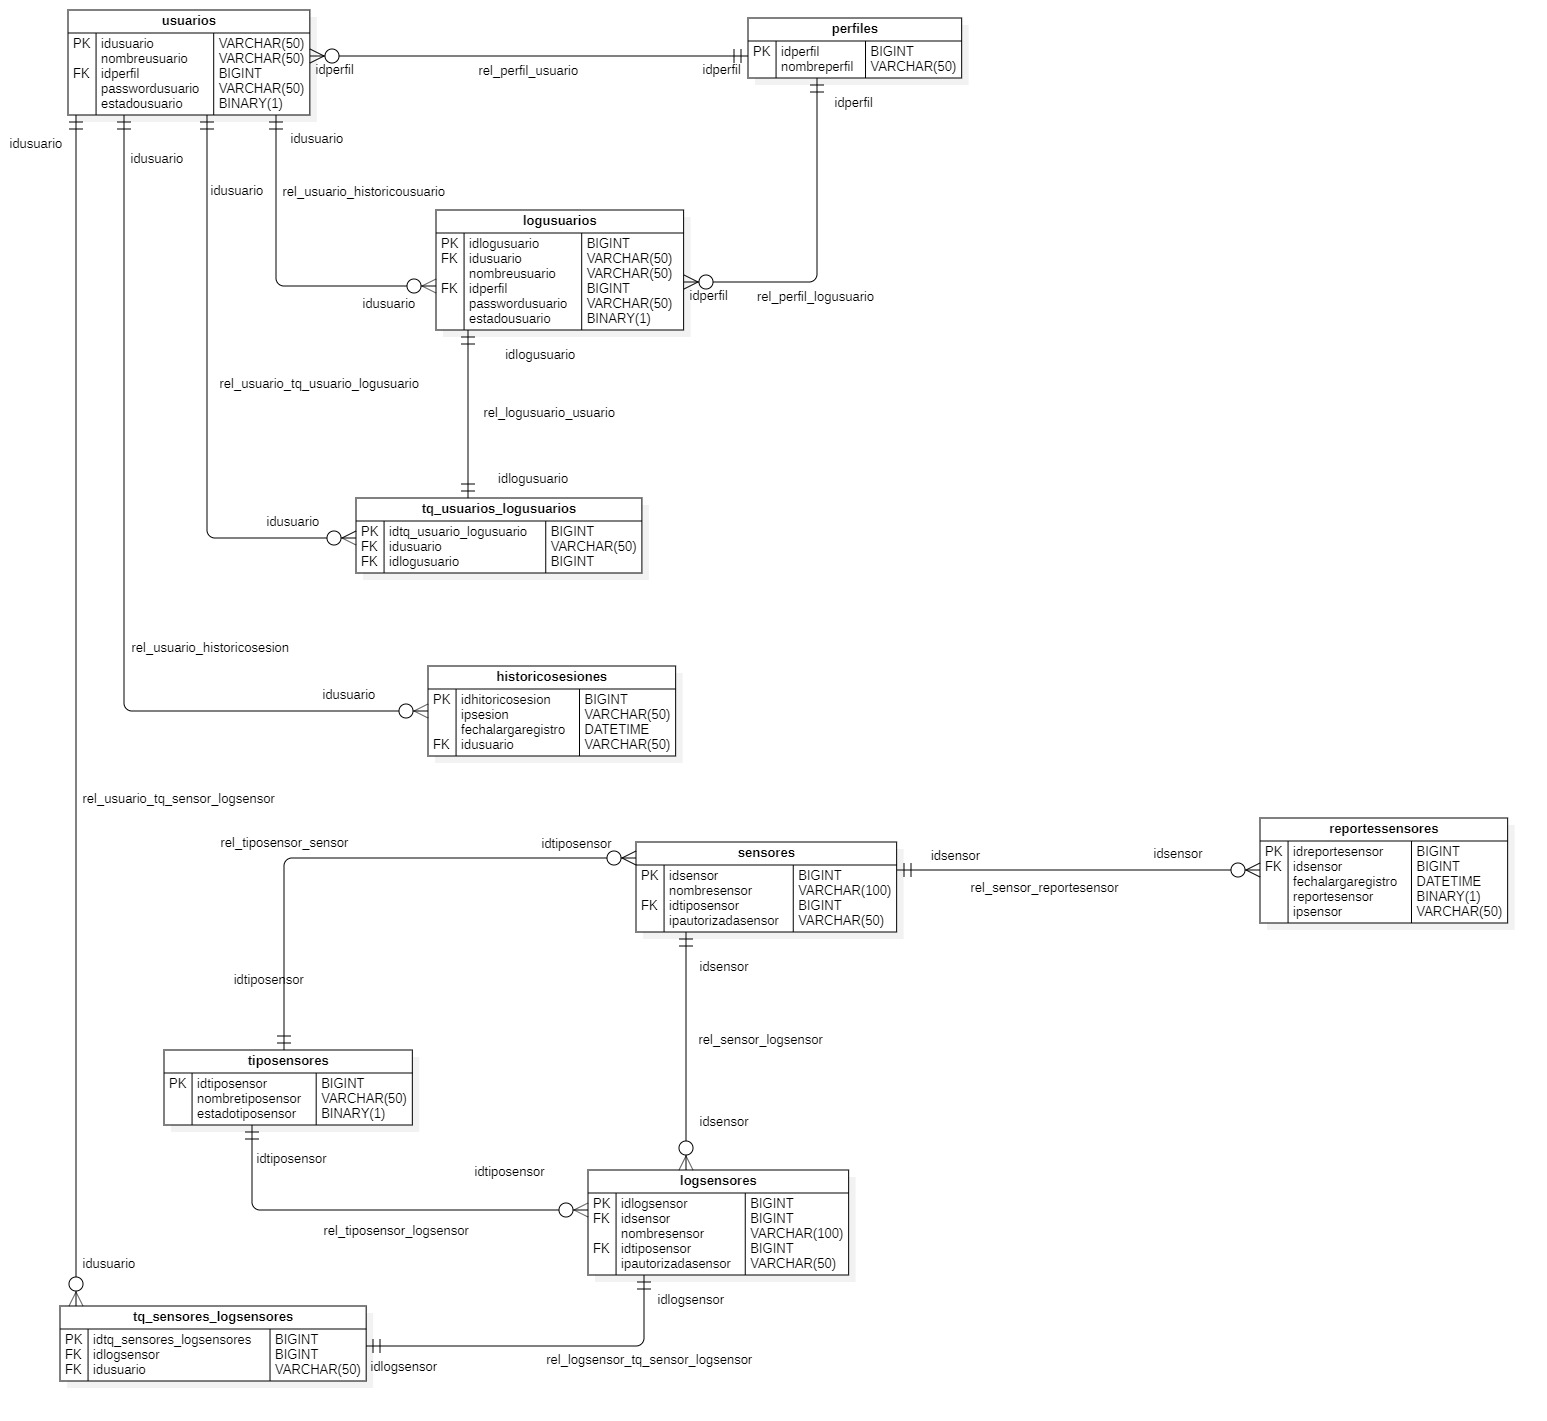 usuarios
PK idusuario VARCHAR(50)
nombreusuario VARCHAR(50)
FK idperfil BIGINT
passwordusuario VARCHAR(50)
estadousuario BINARY(1)
perfiles
PK idperfil BIGINT
nombreperfil VARCHAR(50)
idperfil
rel_perfil_usuario
idperfil
idperfil
idusuario
idusuario
idusuario
idusuario
rel_usuario_historicousuario
logusuarios
PK idlogusuario BIGINT
FK idusuario VARCHAR(50)
nombreusuario VARCHAR(50)
FK idperfil BIGINT
passwordusuario VARCHAR(50)
estadousuario BINARY(1)
idusuario
idperfil
rel_perfil_logusuario
idlogusuario
rel_usuario_tq_usuario_logusuario
rel_logusuario_usuario
idlogusuario
idusuario
tq_usuarios_logusuarios
PK idtq_usuario_logusuario BIGINT
FK idusuario VARCHAR(50)
FK idlogusuario BIGINT
rel_usuario_historicosesion
idusuario
historicosesiones
PK idhitoricosesion BIGINT
ipsesion VARCHAR(50)
fechalargaregistro DATETIME
FK idusuario VARCHAR(50)
rel_usuario_tq_sensor_logsensor
rel_tiposensor_sensor
idtiposensor
sensores
PK idsensor BIGINT
nombresensor VARCHAR(100)
FK idtiposensor BIGINT
ipautorizadasensor VARCHAR(50)
idsensor
rel_sensor_reportesensor
idsensor
reportessensores
PK idreportesensor BIGINT
FK idsensor BIGINT
fechalargaregistro DATETIME
reportesensor BINARY(1)
ipsensor VARCHAR(50)
idsensor
idtiposensor
rel_sensor_logsensor
tiposensores
PK idtiposensor BIGINT
nombretiposensor VARCHAR(50)
estadotiposensor BINARY(1)
idsensor
idtiposensor
idtiposensor
rel_tiposensor_logsensor
logsensores
PK idlogsensor BIGINT
FK idsensor BIGINT
nombresensor VARCHAR(100)
FK idtiposensor BIGINT
ipautorizadasensor VARCHAR(50)
idusuario
idlogsensor
tq_sensores_logsensores
PK idtq_sensores_logsensores BIGINT
FK idlogsensor BIGINT
FK idusuario VARCHAR(50)
idlogsensor
rel_logsensor_tq_sensor_logsensor